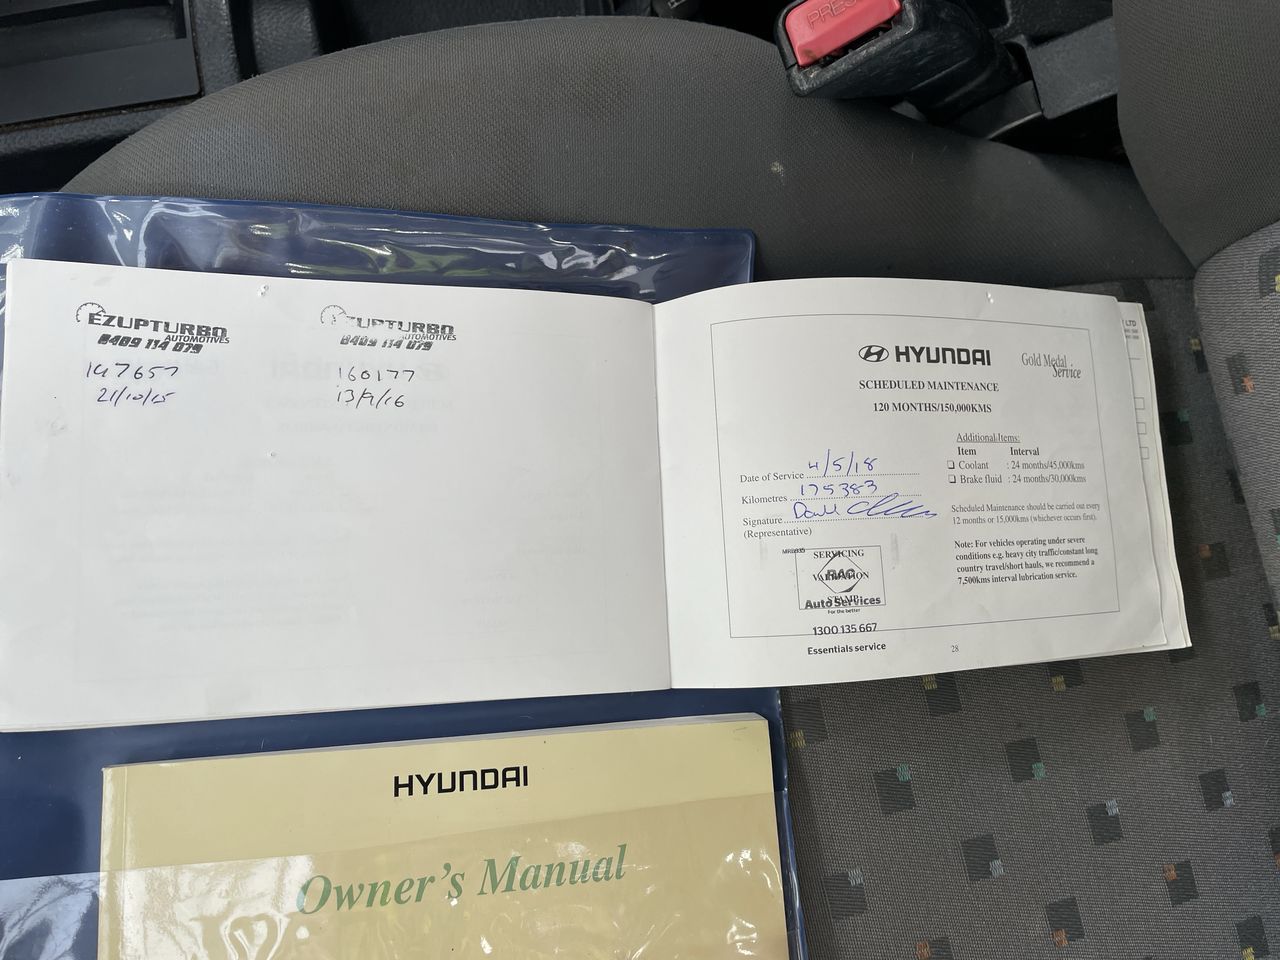 PRESS
EZUPTURBO
AUTOMOTIVES
0409 114 079
147657
21/10/15
EZUPTURBO
AUTOMOTIVES
0409 114 079
160177
13/9/16
HYUNDAI
Gold Medal
Service
SCHEDULED MAINTENANCE
120 MONTHS/150,000KMS
Additional Items:
Item Interval
Coolant : 24 months/45,000kms
Brake fluid : 24 months/30,000kms
Date of Service 4/5/18
Kilometres 175383
Signature
(Representative)
Scheduled Maintenance should be carried out every
12 months or 15,000kms (whichever occurs first).
Note: For vehicles operating under severe
conditions e.g. heavy city traffic/constant long
country travel/short hauls, we recommend a
7,500kms interval lubrication service.
SERVICING
VALIDATION
STAMP
RAC
Auto Services
For the better
1300 135 667
Essentials service
28
LTD
HYUNDAI
Owner's Manual